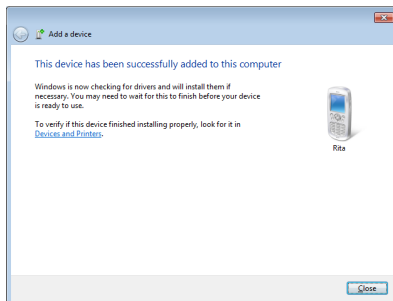 Add a device
This device has been successfully added to this computer
Windows is now checking for drivers and will install them if
necessary. You may need to wait for this to finish before your device
is ready to use.
To verify if this device finished installing properly, look for it in
Devices and Printers.
Rita
Close